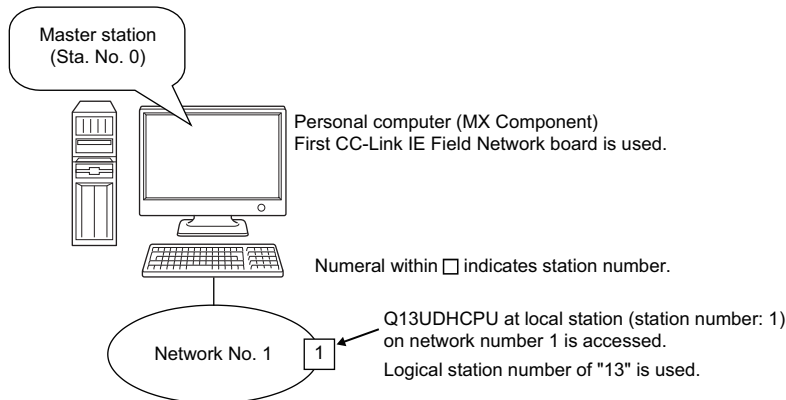 Master station
(Sta. No. 0)
Personal computer (MX Component)
First CC-Link IE Field Network board is used.
Numeral within □ indicates station number.
Q13UDHCPU at local station (station number: 1)
on network number 1 is accessed.
Network No. 1
1
Logical station number of "13" is used.